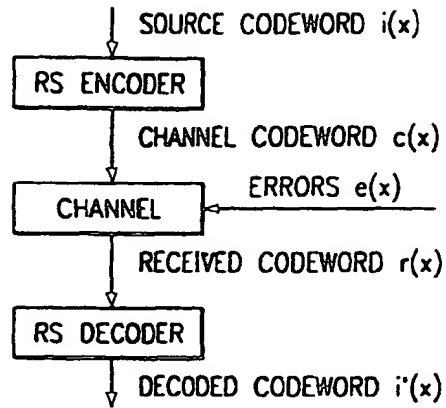 SOURCE CODEWORD i(x)
RS ENCODER
CHANNEL CODEWORD c(x)
ERRORS e(x)
CHANNEL
RECEIVED CODEWORD r(x)
RS DECODER
DECODED CODEWORD i'(x)